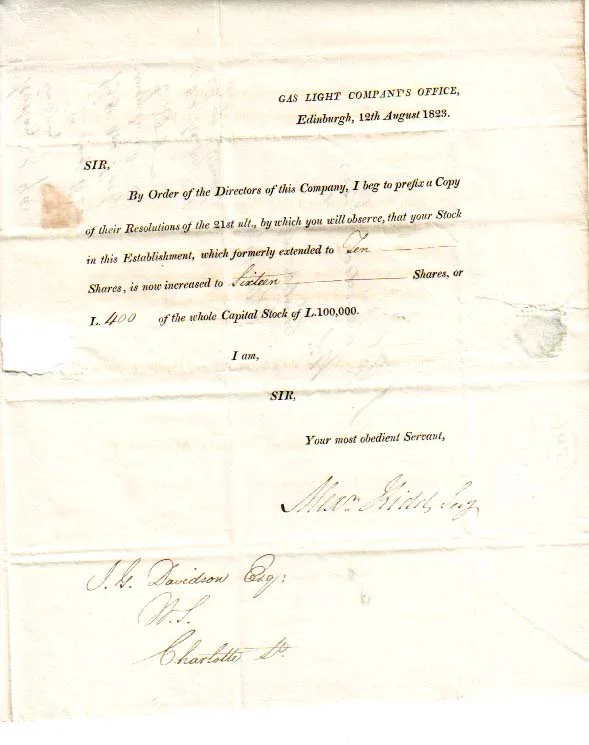 GAS LIGHT COMPANY'S OFFICE,
Edinburgh, 12th August 1823.
SIR,
By Order of the Directors of this Company, I beg to prefix a Copy
of their Resolutions of the 21st ult., by which you will observe, that your Stock
in this Establishment, which formerly extended to Ten
Shares, is now increased to Sixteen Shares, or
L. 400 of the whole Capital Stock of L.100,000.
I am,
SIR,
Your most obedient Servant,
Alexr. Kidd, Secy
J. G. Davidson Esq:
W. S.
Charlotte St.